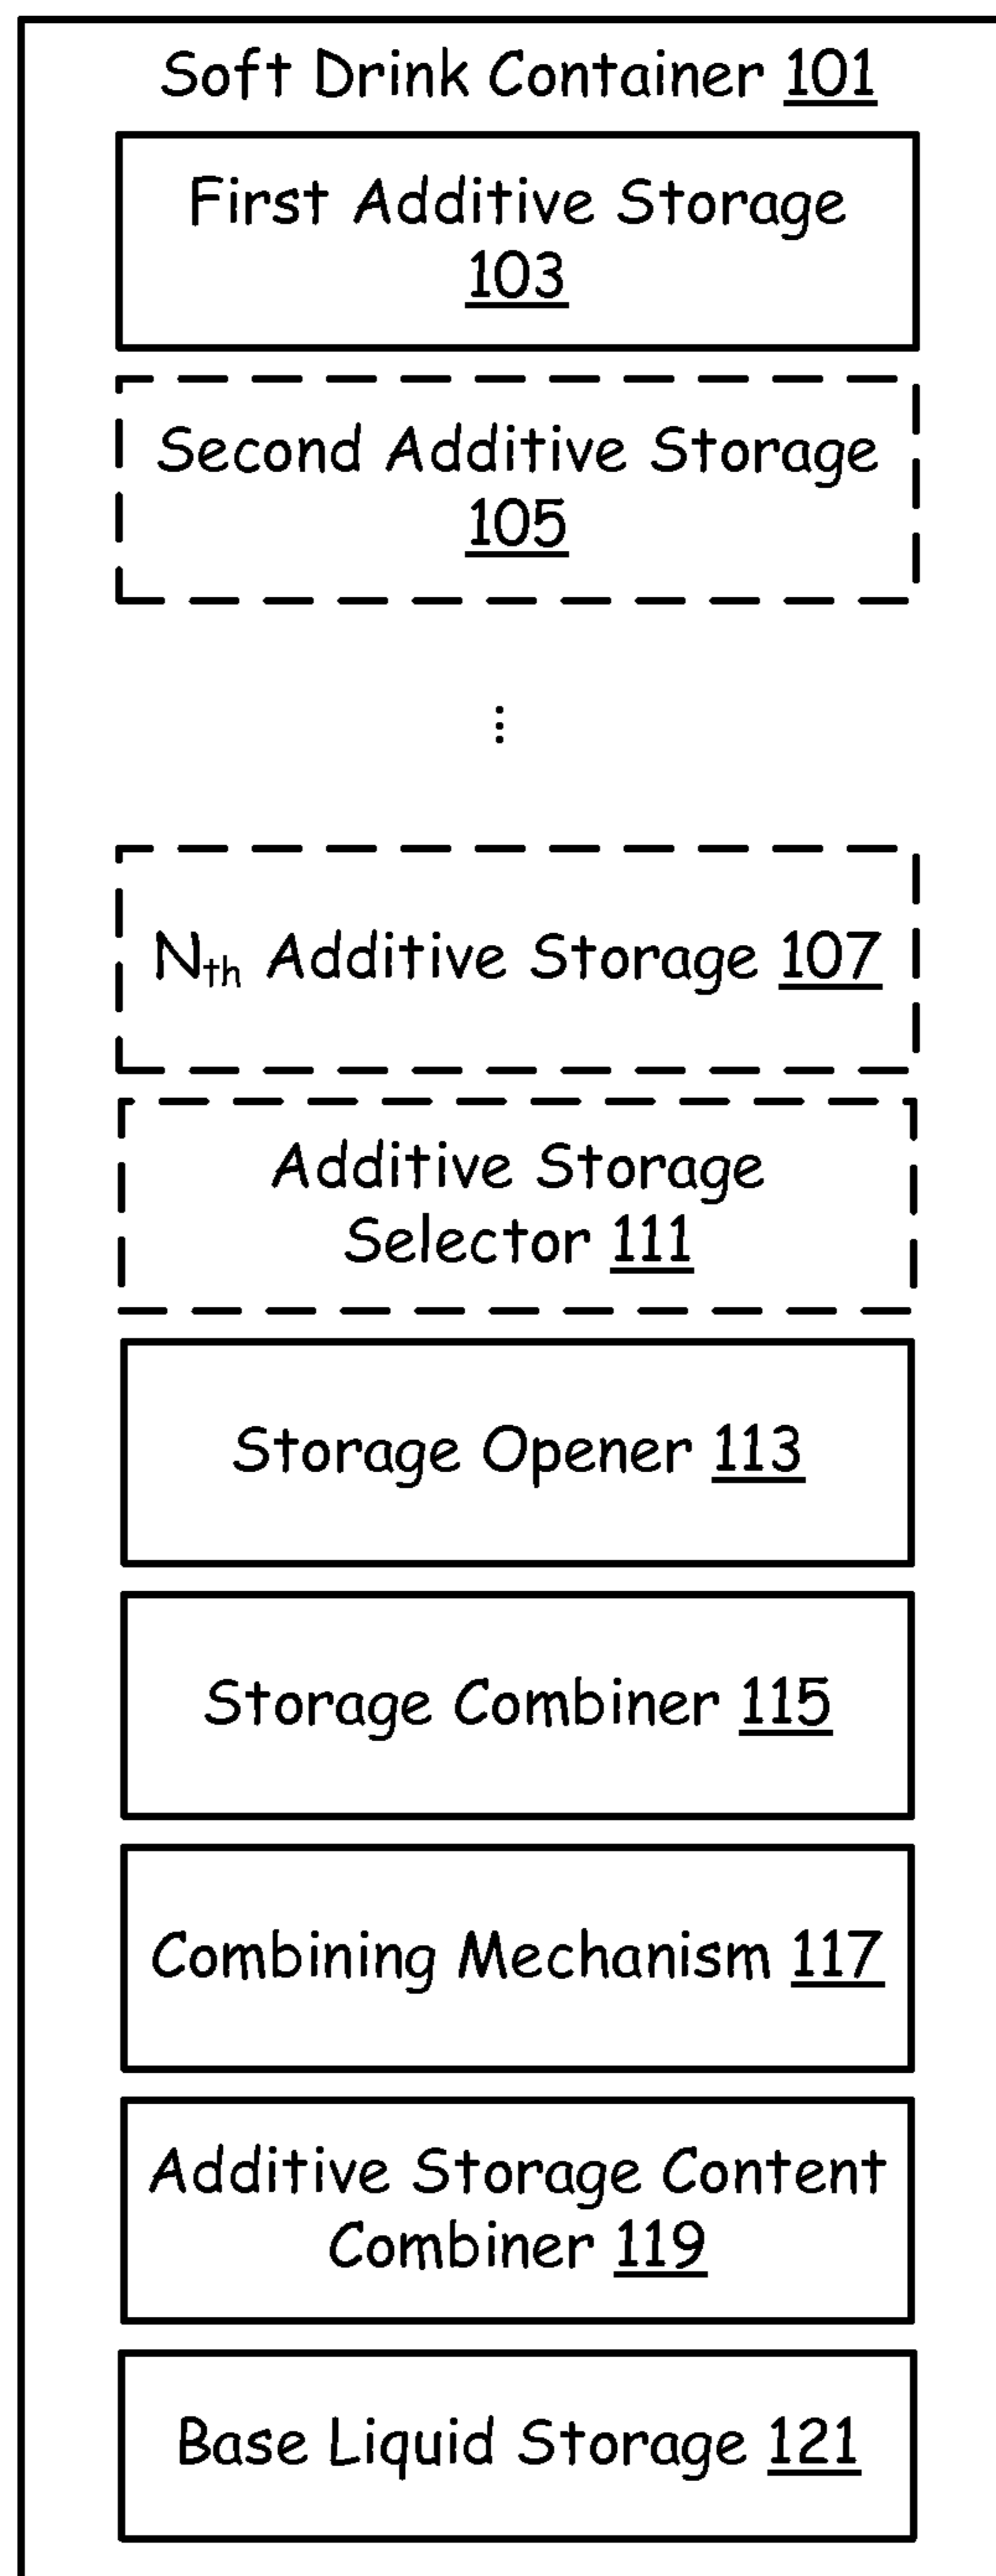 Soft Drink Container 101
First Additive Storage
103
Second Additive Storage
105
...
Nth Additive Storage 107
Additive Storage
Selector 111
Storage Opener 113
Storage Combiner 115
Combining Mechanism 117
Additive Storage Content
Combiner 119
Base Liquid Storage 121